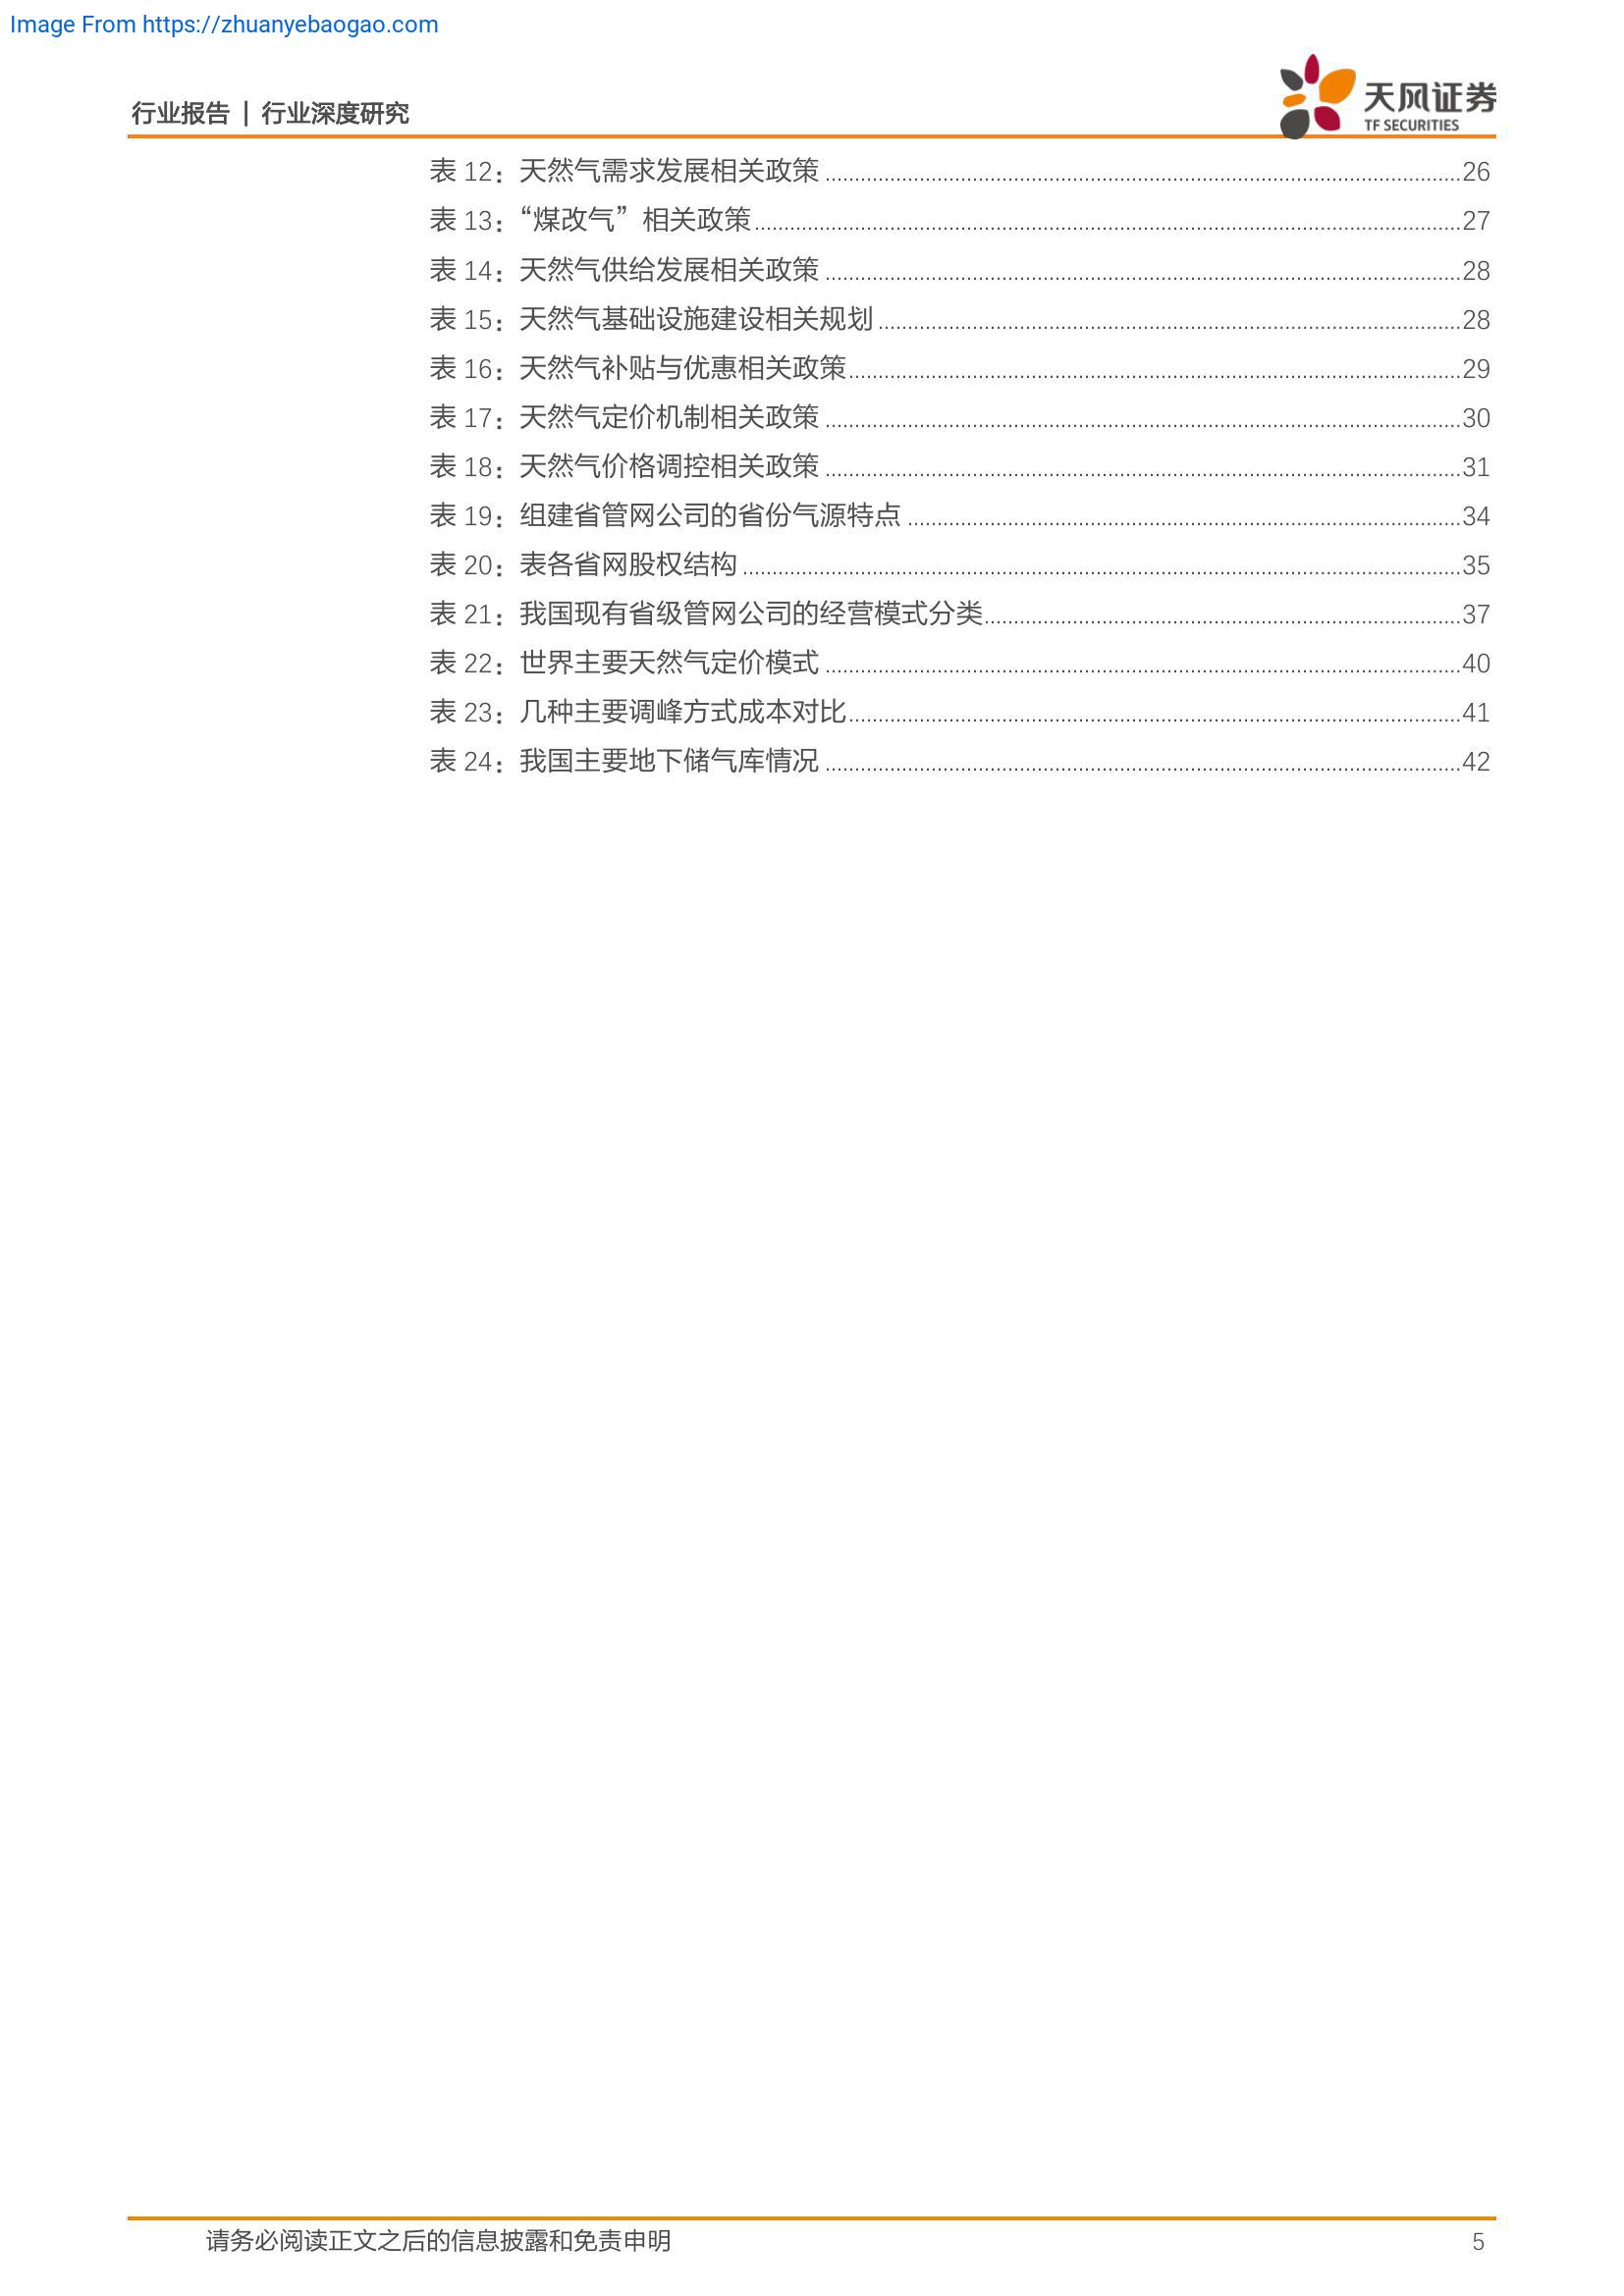 Image From https://zhuanyebaogao.com
行业报告 | 行业深度研究
天风证券
TF SECURITIES
表 12：天然气需求发展相关政策 26
表 13：“煤改气”相关政策 27
表 14：天然气供给发展相关政策 28
表 15：天然气基础设施建设相关规划 28
表 16：天然气补贴与优惠相关政策 29
表 17：天然气定价机制相关政策 30
表 18：天然气价格调控相关政策 31
表 19：组建省管网公司的省份气源特点 34
表 20：表各省网股权结构 35
表 21：我国现有省级管网公司的经营模式分类 37
表 22：世界主要天然气定价模式 40
表 23：几种主要调峰方式成本对比 41
表 24：我国主要地下储气库情况 42
请务必阅读正文之后的信息披露和免责申明 5